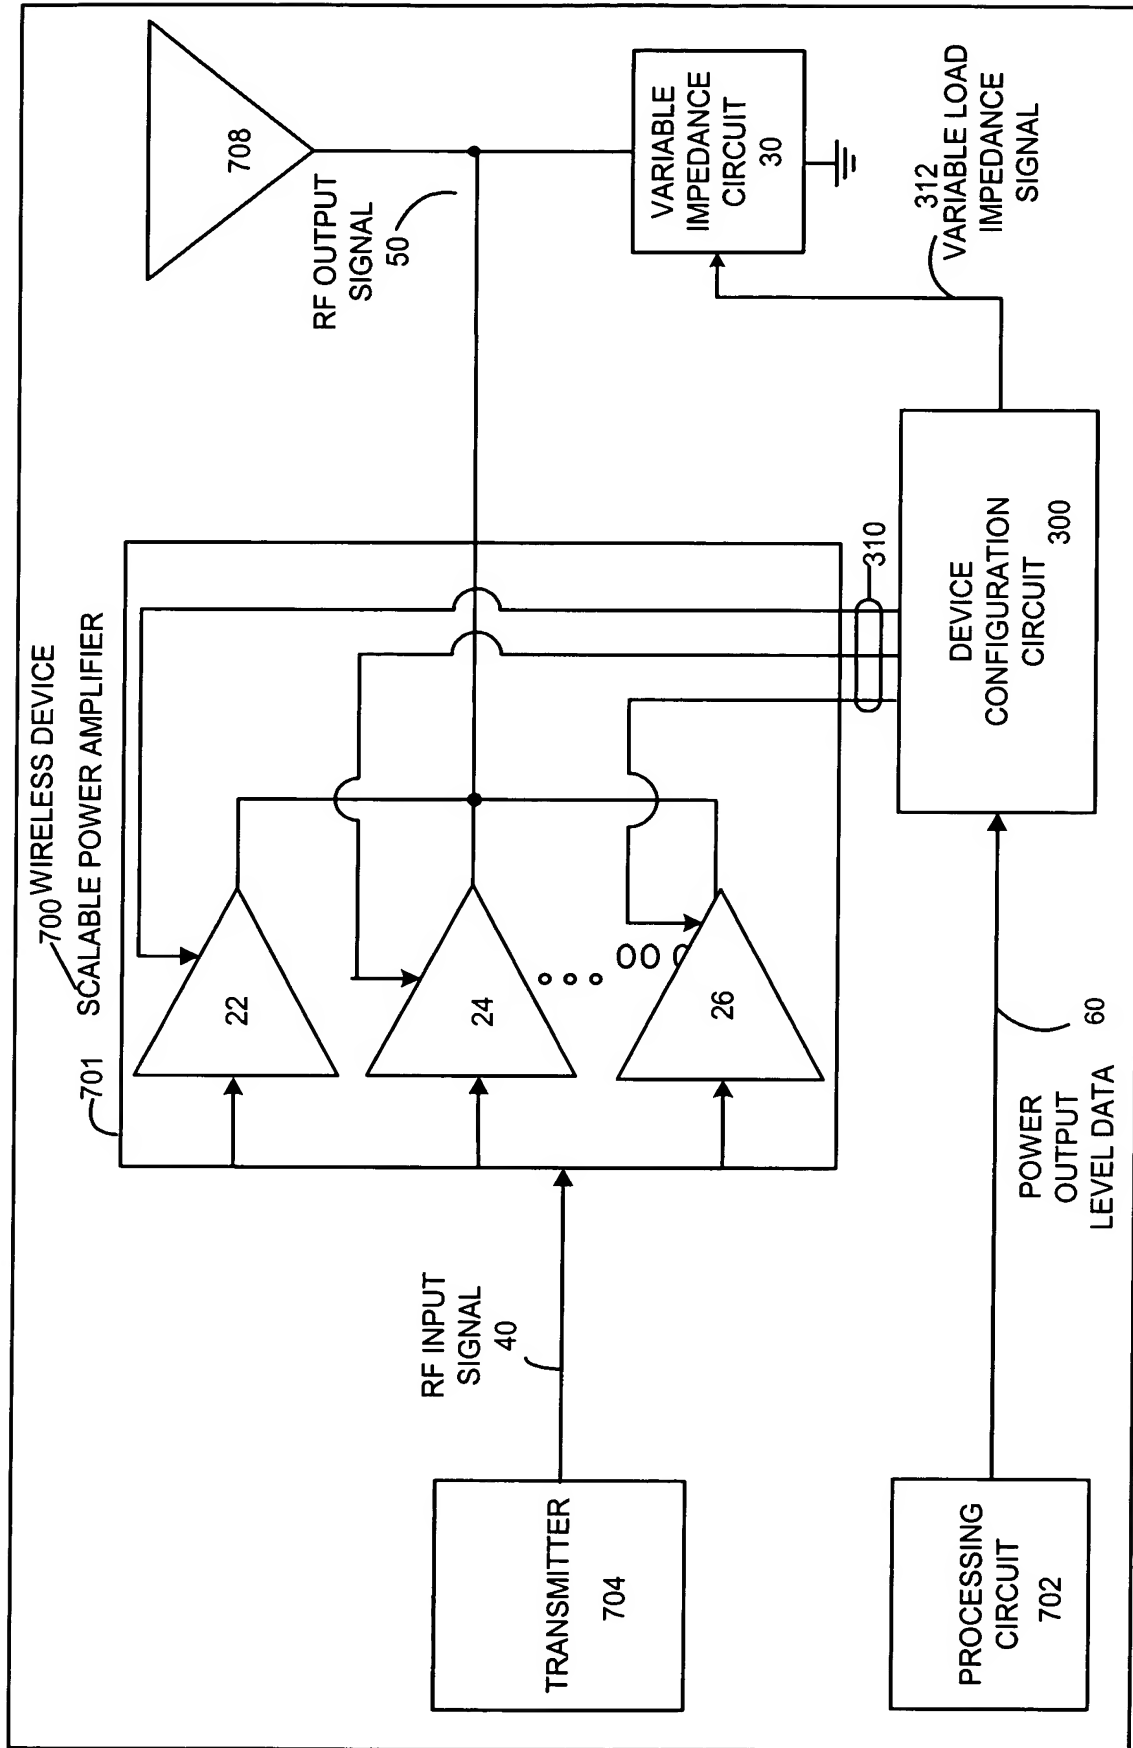 700 WIRELESS DEVICE
701 SCALABLE POWER AMPLIFIER
708
RF OUTPUT
SIGNAL
50
22
24
26
VARIABLE
IMPEDANCE
CIRCUIT
30
RF INPUT
SIGNAL
40
TRANSMITTER
704
310
312
VARIABLE LOAD
IMPEDANCE
SIGNAL
DEVICE
CONFIGURATION
CIRCUIT
300
PROCESSING
CIRCUIT
702
POWER
OUTPUT
LEVEL DATA
60